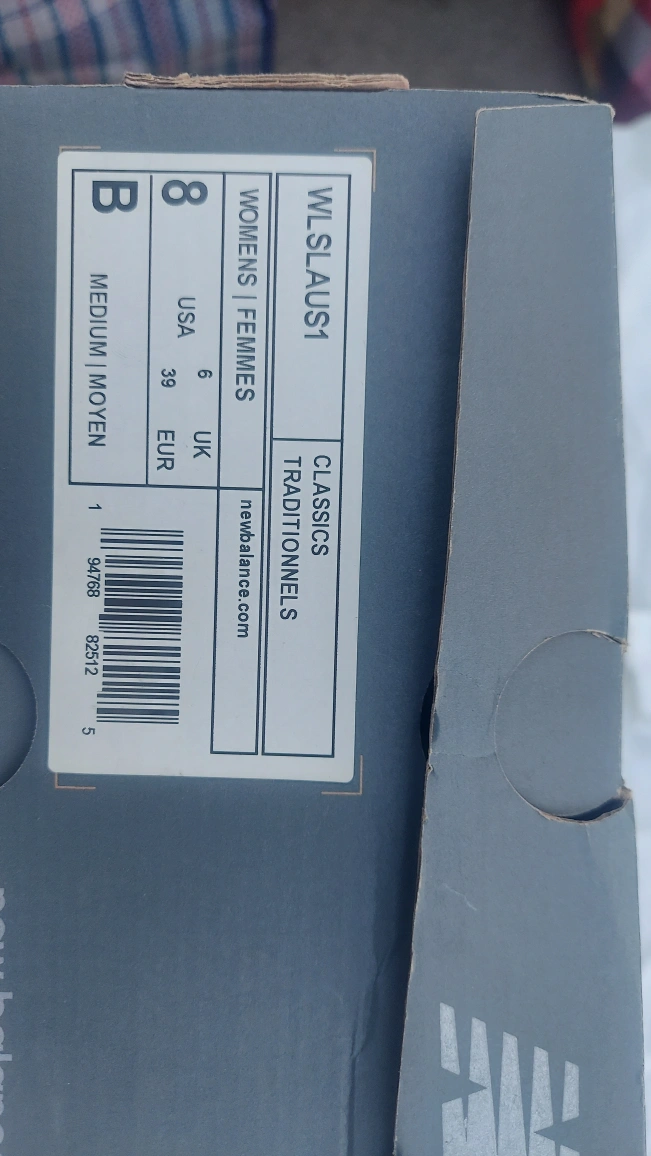 WLSLAUS1
CLASSICS
TRADITIONNELS
WOMENS | FEMMES
newbalance.com
8 USA
6 UK
39 EUR
B MEDIUM | MOYEN
1 94768 82512 5